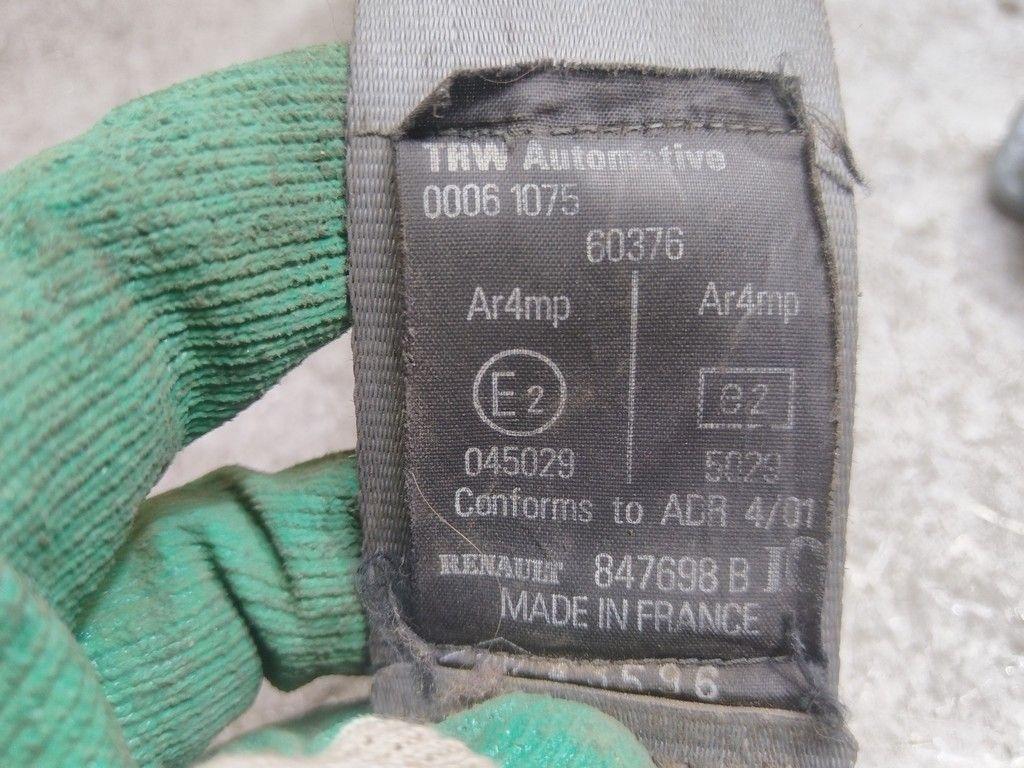 TRW Automotive
0006 1075
60376
Ar4mp Ar4mp
E2 e2
045029 5029
Conforms to ADR 4/01
RENAULT 847698 B
MADE IN FRANCE